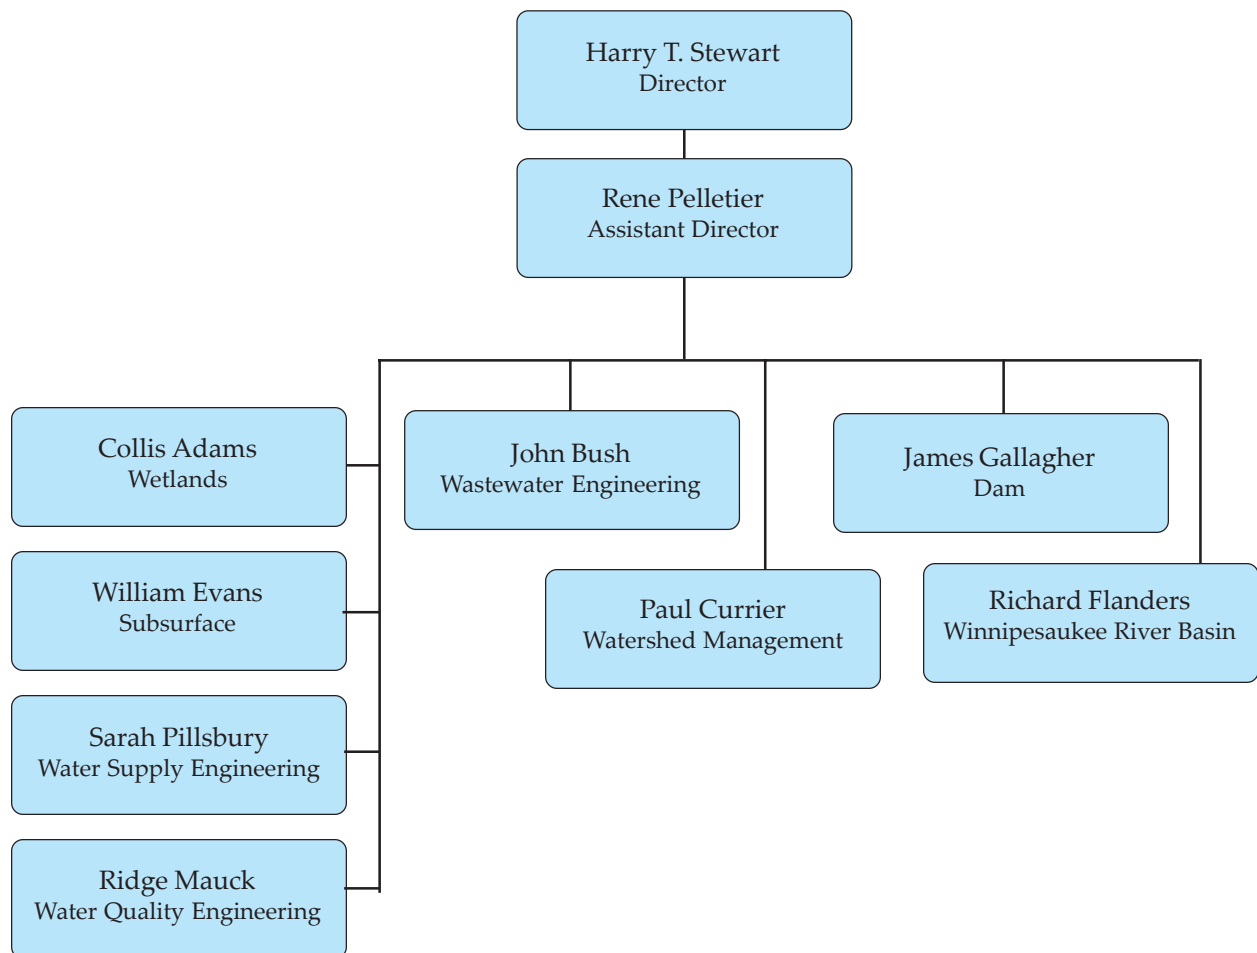 Harry T. Stewart
Director
Rene Pelletier
Assistant Director
Collis Adams
Wetlands
John Bush
Wastewater Engineering
James Gallagher
Dam
William Evans
Subsurface
Paul Currier
Watershed Management
Richard Flanders
Winnipesaukee River Basin
Sarah Pillsbury
Water Supply Engineering
Ridge Mauck
Water Quality Engineering